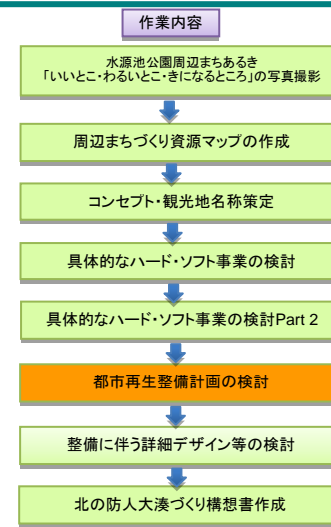 作業内容
水源池公園周辺まちあるき
「いいとこ・わるいとこ・きになるところ」の写真撮影
周辺まちづくり資源マップの作成
コンセプト・観光地名称策定
具体的なハード・ソフト事業の検討
具体的なハード・ソフト事業の検討Part 2
都市再生整備計画の検討
整備に伴う詳細デザイン等の検討
北の防人大湊づくり構想書作成